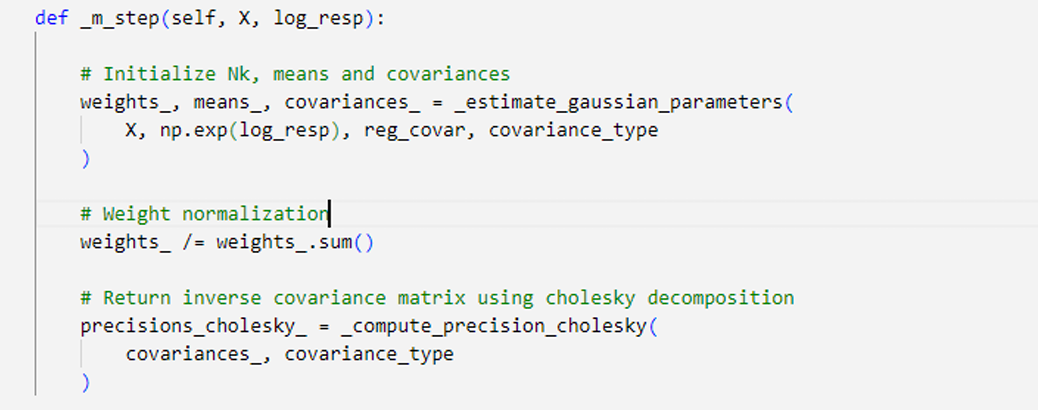 def _m_step(self, X, log_resp):
# Initialize Nk, means and covariances
weights_, means_, covariances_ = _estimate_gaussian_parameters(
X, np.exp(log_resp), reg_covar, covariance_type
)
# Weight normalization
weights_ /= weights_.sum()
# Return inverse covariance matrix using cholesky decomposition
precisions_cholesky_ = _compute_precision_cholesky(
covariances_, covariance_type
)